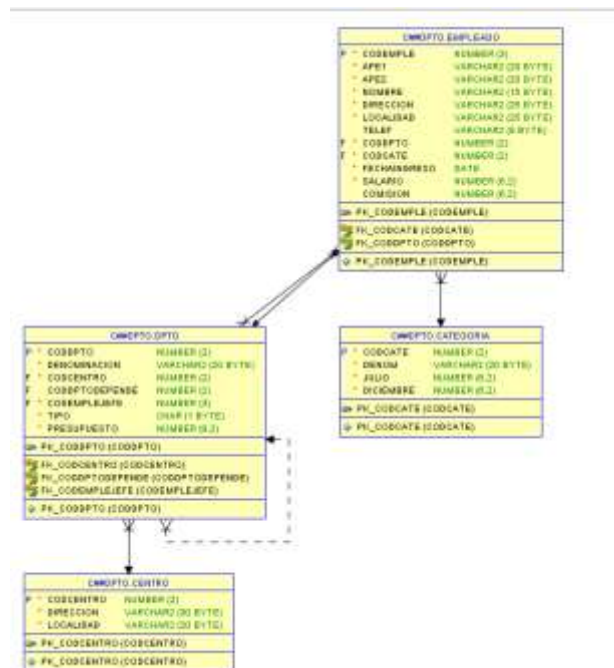 CMMDPTO.EMPLEADO
P * CODEMPLE NUMBER (3)
* APE1 VARCHAR2 (20 BYTE)
* APE2 VARCHAR2 (20 BYTE)
* NOMBRE VARCHAR2 (15 BYTE)
* DIRECCION VARCHAR2 (25 BYTE)
* LOCALIDAD VARCHAR2 (25 BYTE)
TELEF VARCHAR2 (9 BYTE)
F * CODDPTO NUMBER (2)
F * CODCATE NUMBER (2)
* FECHAINGRESO DATE
* SALARIO NUMBER (6,2)
COMISION NUMBER (6,2)
PK_CODEMPLE (CODEMPLE)
FK_CODCATE (CODCATE)
FK_CODDPTO (CODDPTO)
PK_CODEMPLE (CODEMPLE)
CMMDPTO.DPTO
P * CODDPTO NUMBER (2)
* DENOMINACION VARCHAR2 (20 BYTE)
F * CODCENTRO NUMBER (2)
F CODDPTODEPENDE NUMBER (2)
F * CODEMPLEJEFE NUMBER (3)
* TIPO CHAR (1 BYTE)
* PRESUPUESTO NUMBER (8,2)
PK_CODDPTO (CODDPTO)
FK_CODCENTRO (CODCENTRO)
FK_CODDPTODEPENDE (CODDPTODEPENDE)
FK_CODEMPLEJEFE (CODEMPLEJEFE)
PK_CODDPTO (CODDPTO)
CMMDPTO.CATEGORIA
P * CODCATE NUMBER (2)
* DENOM VARCHAR2 (20 BYTE)
* JULIO NUMBER (6,2)
* DICIEMBRE NUMBER (6,2)
PK_CODCATE (CODCATE)
PK_CODCATE (CODCATE)
CMMDPTO.CENTRO
P * CODCENTRO NUMBER (2)
* DIRECCION VARCHAR2 (30 BYTE)
* LOCALIDAD VARCHAR2 (30 BYTE)
PK_CODCENTRO (CODCENTRO)
PK_CODCENTRO (CODCENTRO)